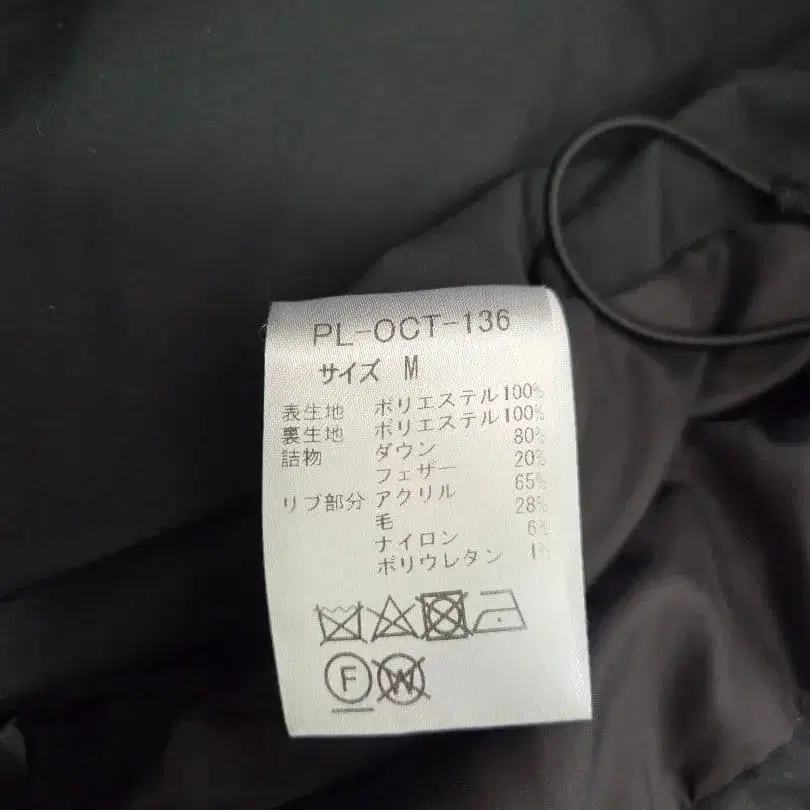 PL-OCT-136
サイズ M
表生地 ポリエステル100%
裏生地 ポリエステル100%
詰物 ダウン 80%
フェザー 20%
リブ部分 アクリル 65%
毛 28%
ナイロン 6%
ポリウレタン 1%
F W